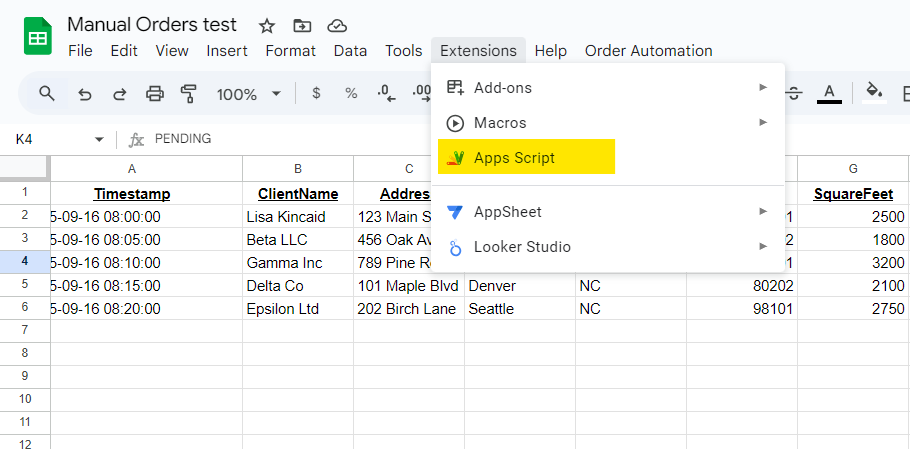 Manual Orders test
File Edit View Insert Format Data Tools Extensions Help Order Automation
100% $ % .0 .00 A
Add-ons
Macros
Apps Script
AppSheet
Looker Studio
K4 fx PENDING
A B C G
1 Timestamp ClientName SquareFeet
2 5-09-16 08:00:00 Lisa Kincaid 123 Main 2500
3 5-09-16 08:05:00 Beta LLC 456 Oak 1800
4 5-09-16 08:10:00 Gamma Inc 789 Pine 3200
5 5-09-16 08:15:00 Delta Co 101 Maple Blvd Denver NC 80202 2100
6 5-09-16 08:20:00 Epsilon Ltd 202 Birch Lane Seattle NC 98101 2750
7
8
9
10
11
12